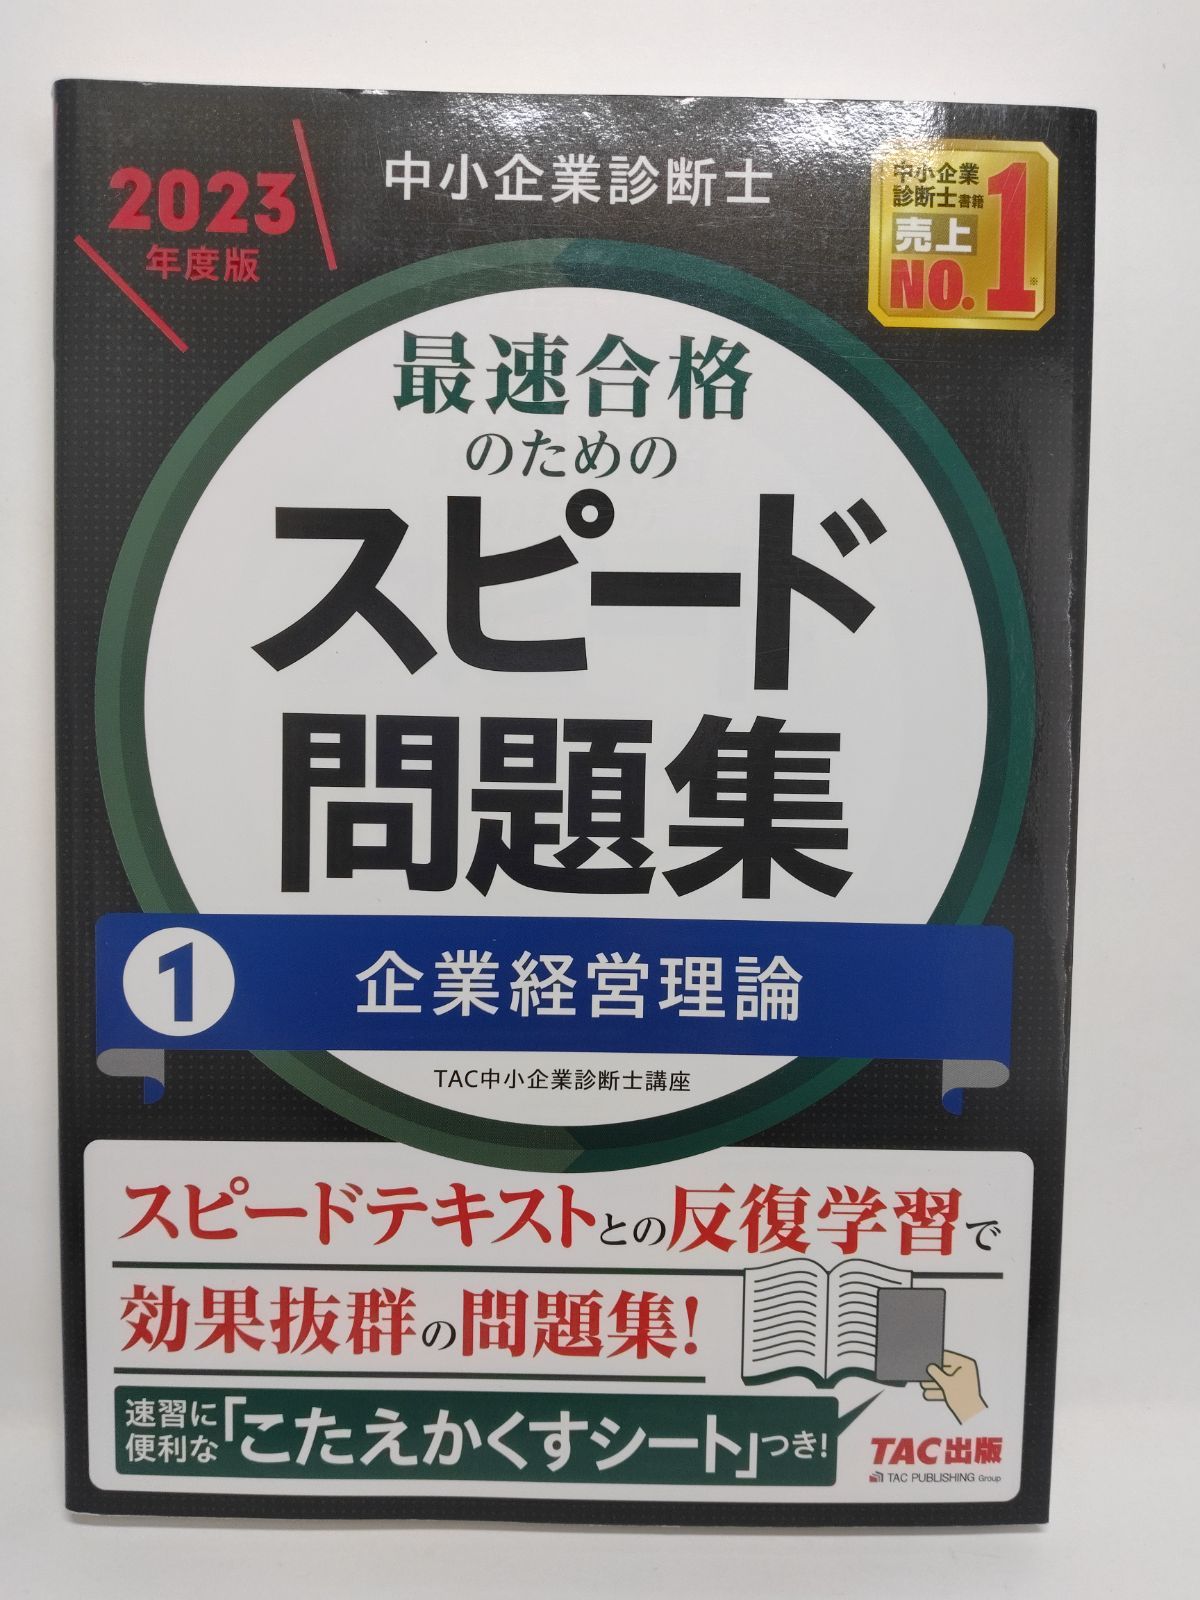 2023
年度版
中小企業診断士
中小企業
診断士書籍
売上
NO.1※
最速合格
のための
スピード
問題集
1 企業経営理論
TAC中小企業診断士講座
スピードテキストとの反復学習で
効果抜群の問題集!
速習に
便利な「こたえかくすシート」つき!
TAC出版
TAC PUBLISHING Group